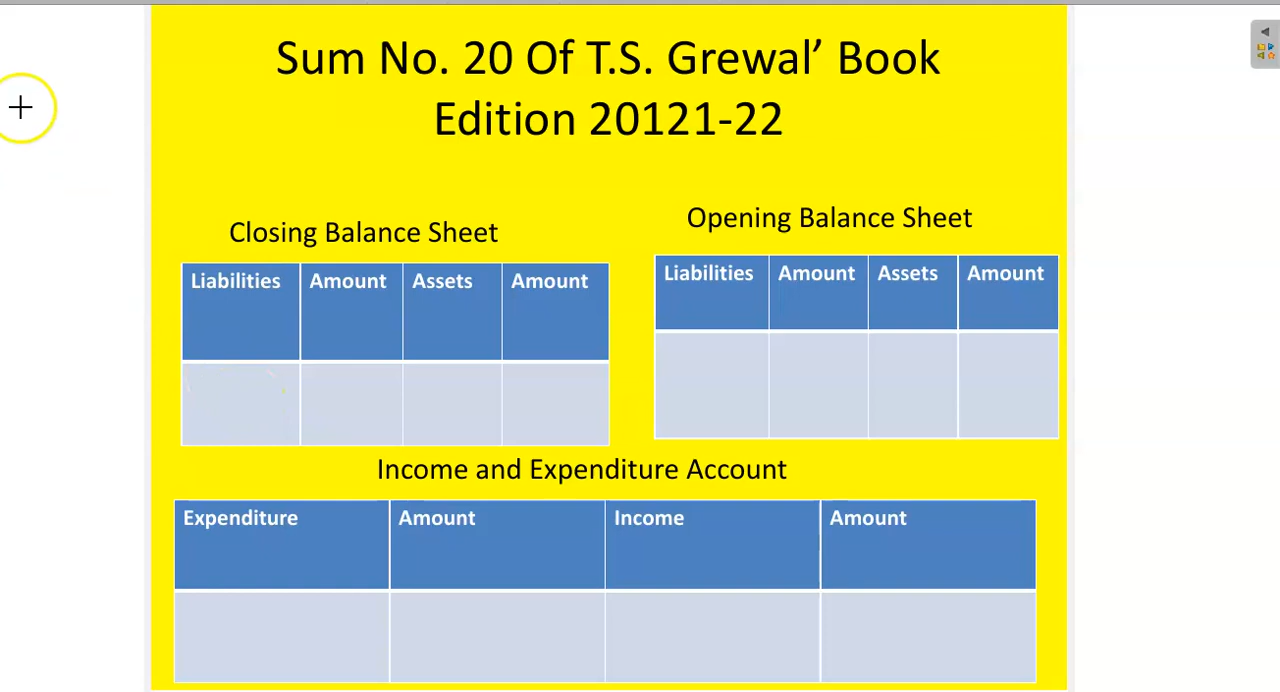 Sum No. 20 Of T.S. Grewal’ Book
Edition 20121-22
Closing Balance Sheet
Liabilities Amount Assets Amount
Opening Balance Sheet
Liabilities Amount Assets Amount
Income and Expenditure Account
Expenditure Amount Income Amount